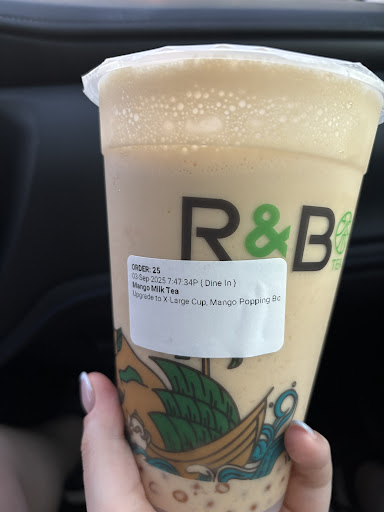 R&B
TEA
ORDER: 25
03 Sep 2025 7:47:34P ( Dine In )
Mango Milk Tea
Upgrade to X-Large Cup, Mango Popping Bo